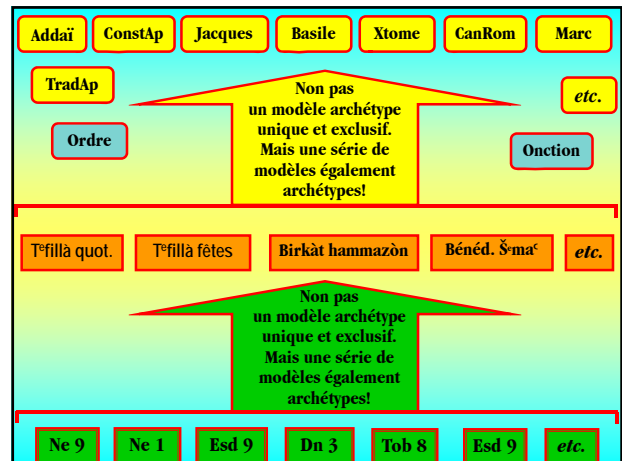 Addaï ConstAp Jacques Basile Xtome CanRom Marc
TradAp
etc.
Ordre
Onction
Non pas
un modèle archétype
unique et exclusif.
Mais une série de
modèles également
archétypes!
Tᵉfillà quot. Tᵉfillà fêtes Birkàt hammazòn Bénéd. Šᵉmaᶜ etc.
Non pas
un modèle archétype
unique et exclusif.
Mais une série de
modèles également
archétypes!
Ne 9 Ne 1 Esd 9 Dn 3 Tob 8 Esd 9 etc.